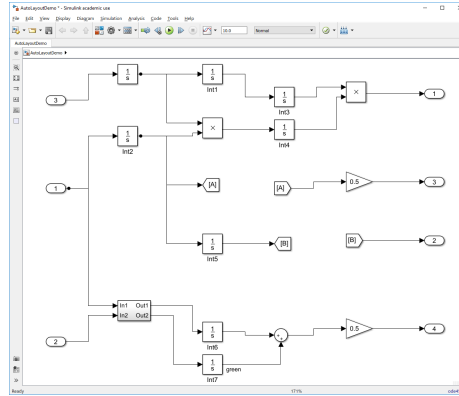 AutoLayoutDemo * - Simulink academic use
File Edit View Display Diagram Simulation Analysis Code Tools Help
10.0 Normal
AutoLayoutDemo
AutoLayoutDemo
3 1/s 1/s Int1 1/s Int3 × 1
1/s Int2 × 1/s Int4
1 [A] [A] 0.5 3
1/s Int5 [B] [B] 2
In1 Out1
In2 Out2
2 1/s Int6 + + 0.5 4
1/s Int7 green
Ready 171% ode4